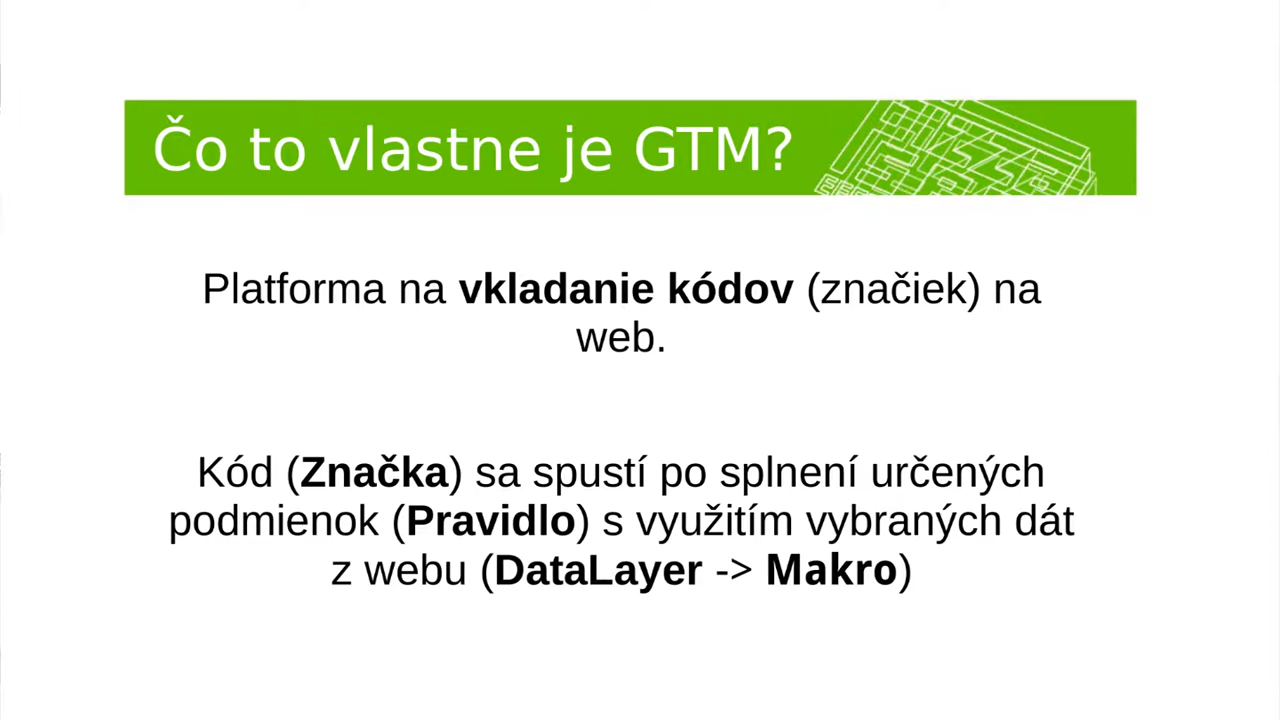 Čo to vlastne je GTM?
Platforma na vkladanie kódov (značiek) na
web.
Kód (Značka) sa spustí po splnení určených
podmienok (Pravidlo) s využitím vybraných dát
z webu (DataLayer -> Makro)